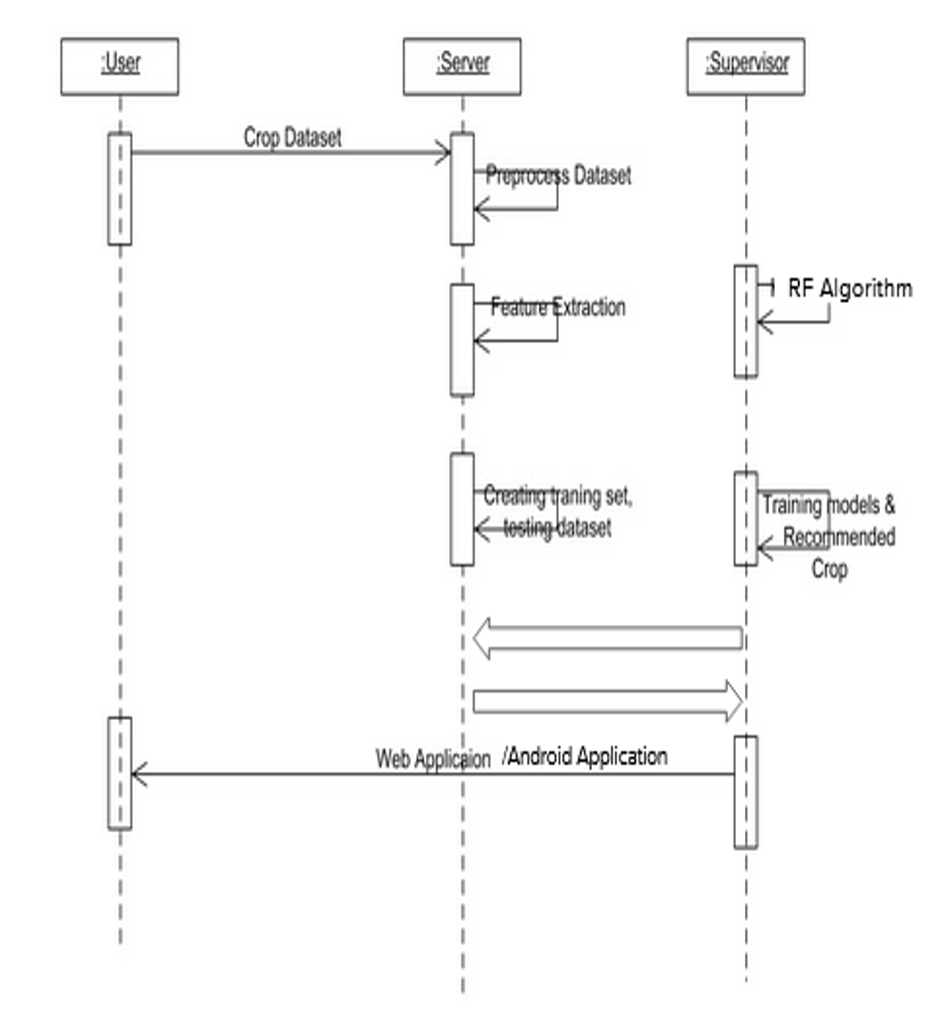 :User
:Server
:Supervisor
Crop Dataset
Preprocess Dataset
RF Algorithm
Feature Extraction
Creating traning set,
testing dataset
Training models &
Recommended
Crop
Web Applicaion /Android Application